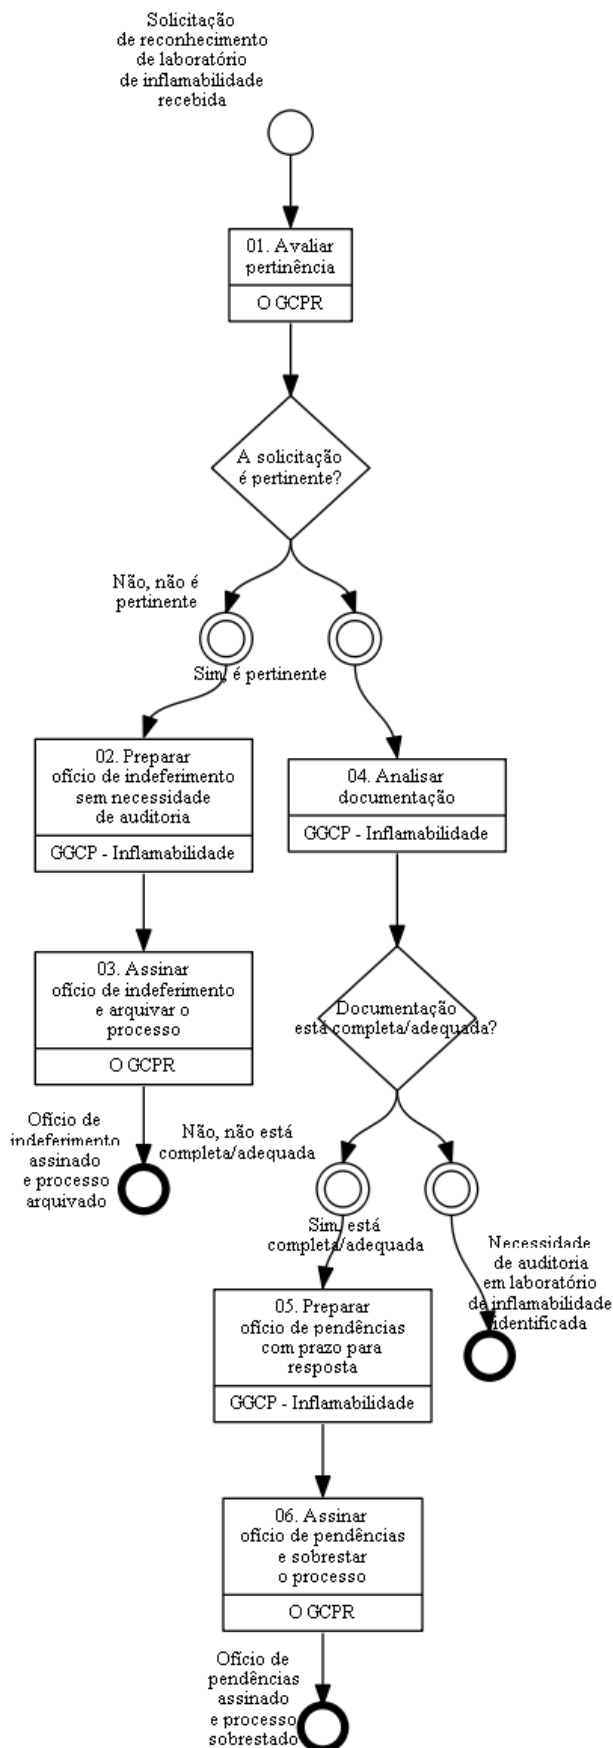 Solicitação
de reconhecimento
de laboratório
de inflamabilidade
recebida
01. Avaliar
pertinência
O GCPR
A solicitação
é pertinente?
Não, não é
pertinente
Sim, é pertinente
02. Preparar
ofício de indeferimento
sem necessidade
de auditoria
GGCP - Inflamabilidade
04. Analisar
documentação
GGCP - Inflamabilidade
03. Assinar
ofício de indeferimento
e arquivar o
processo
O GCPR
Documentação
está completa/adequada?
Ofício de
indeferimento
assinado
e processo
arquivado
Não, não está
completa/adequada
Sim, está
completa/adequada
Necessidade
de auditoria
em laboratório
de inflamabilidade
identificada
05. Preparar
ofício de pendências
com prazo para
resposta
GGCP - Inflamabilidade
06. Assinar
ofício de pendências
e sobrestar
o processo
O GCPR
Ofício de
pendências
assinado
e processo
sobrestado